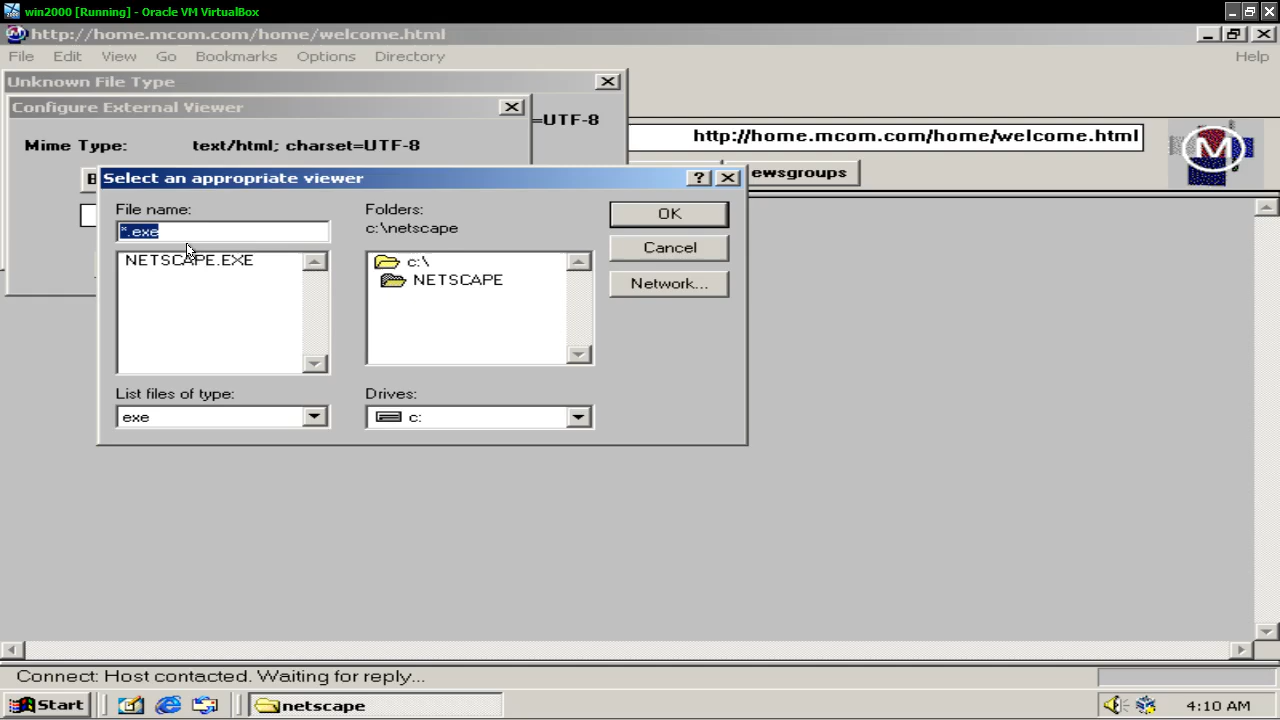 win2000 [Running] - Oracle VM VirtualBox
http://home.mcom.com/home/welcome.html
File Edit View Go Bookmarks Options Directory Help
Unknown File Type
Configure External Viewer
=UTF-8
Mime Type: text/html; charset=UTF-8
http://home.mcom.com/home/welcome.html
M
B
ewsgroups
Select an appropriate viewer
File name:
*.exe
NETSCAPE.EXE
List files of type:
exe
Folders:
c:\netscape
c:\
NETSCAPE
Drives:
c:
OK
Cancel
Network...
Connect: Host contacted. Waiting for reply...
Start
netscape
4:10 AM